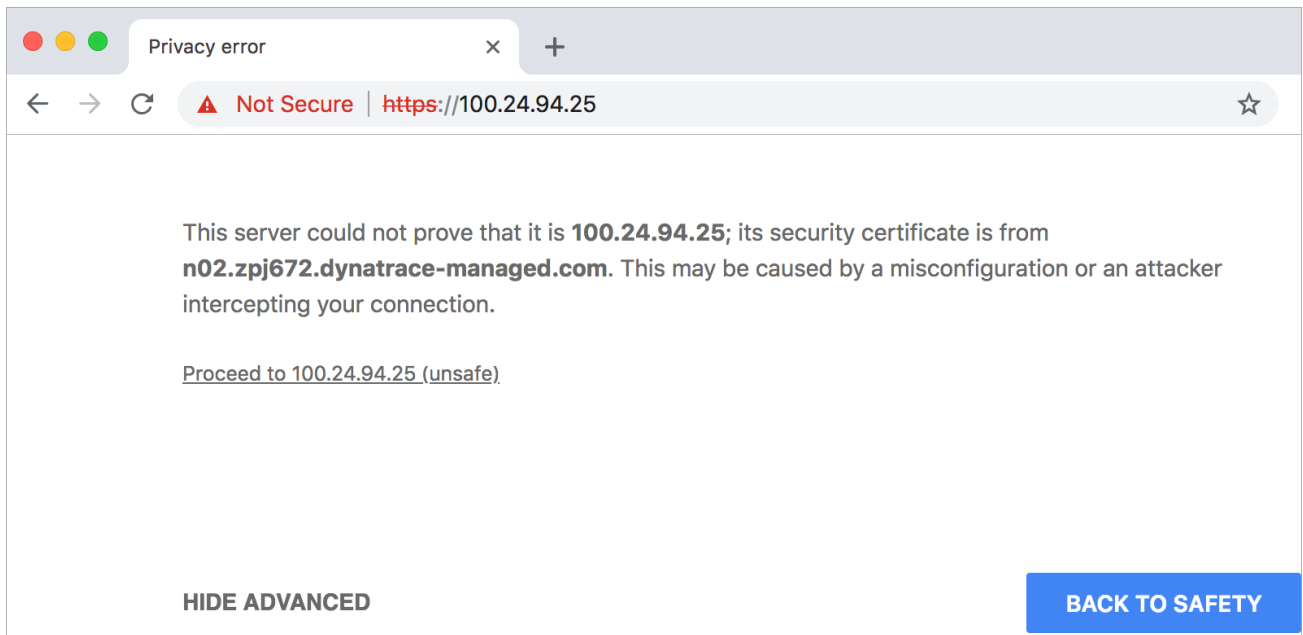 Privacy error
Not Secure | https://100.24.94.25
This server could not prove that it is 100.24.94.25; its security certificate is from
n02.zpj672.dynatrace-managed.com. This may be caused by a misconfiguration or an attacker
intercepting your connection.
Proceed to 100.24.94.25 (unsafe)
HIDE ADVANCED
BACK TO SAFETY